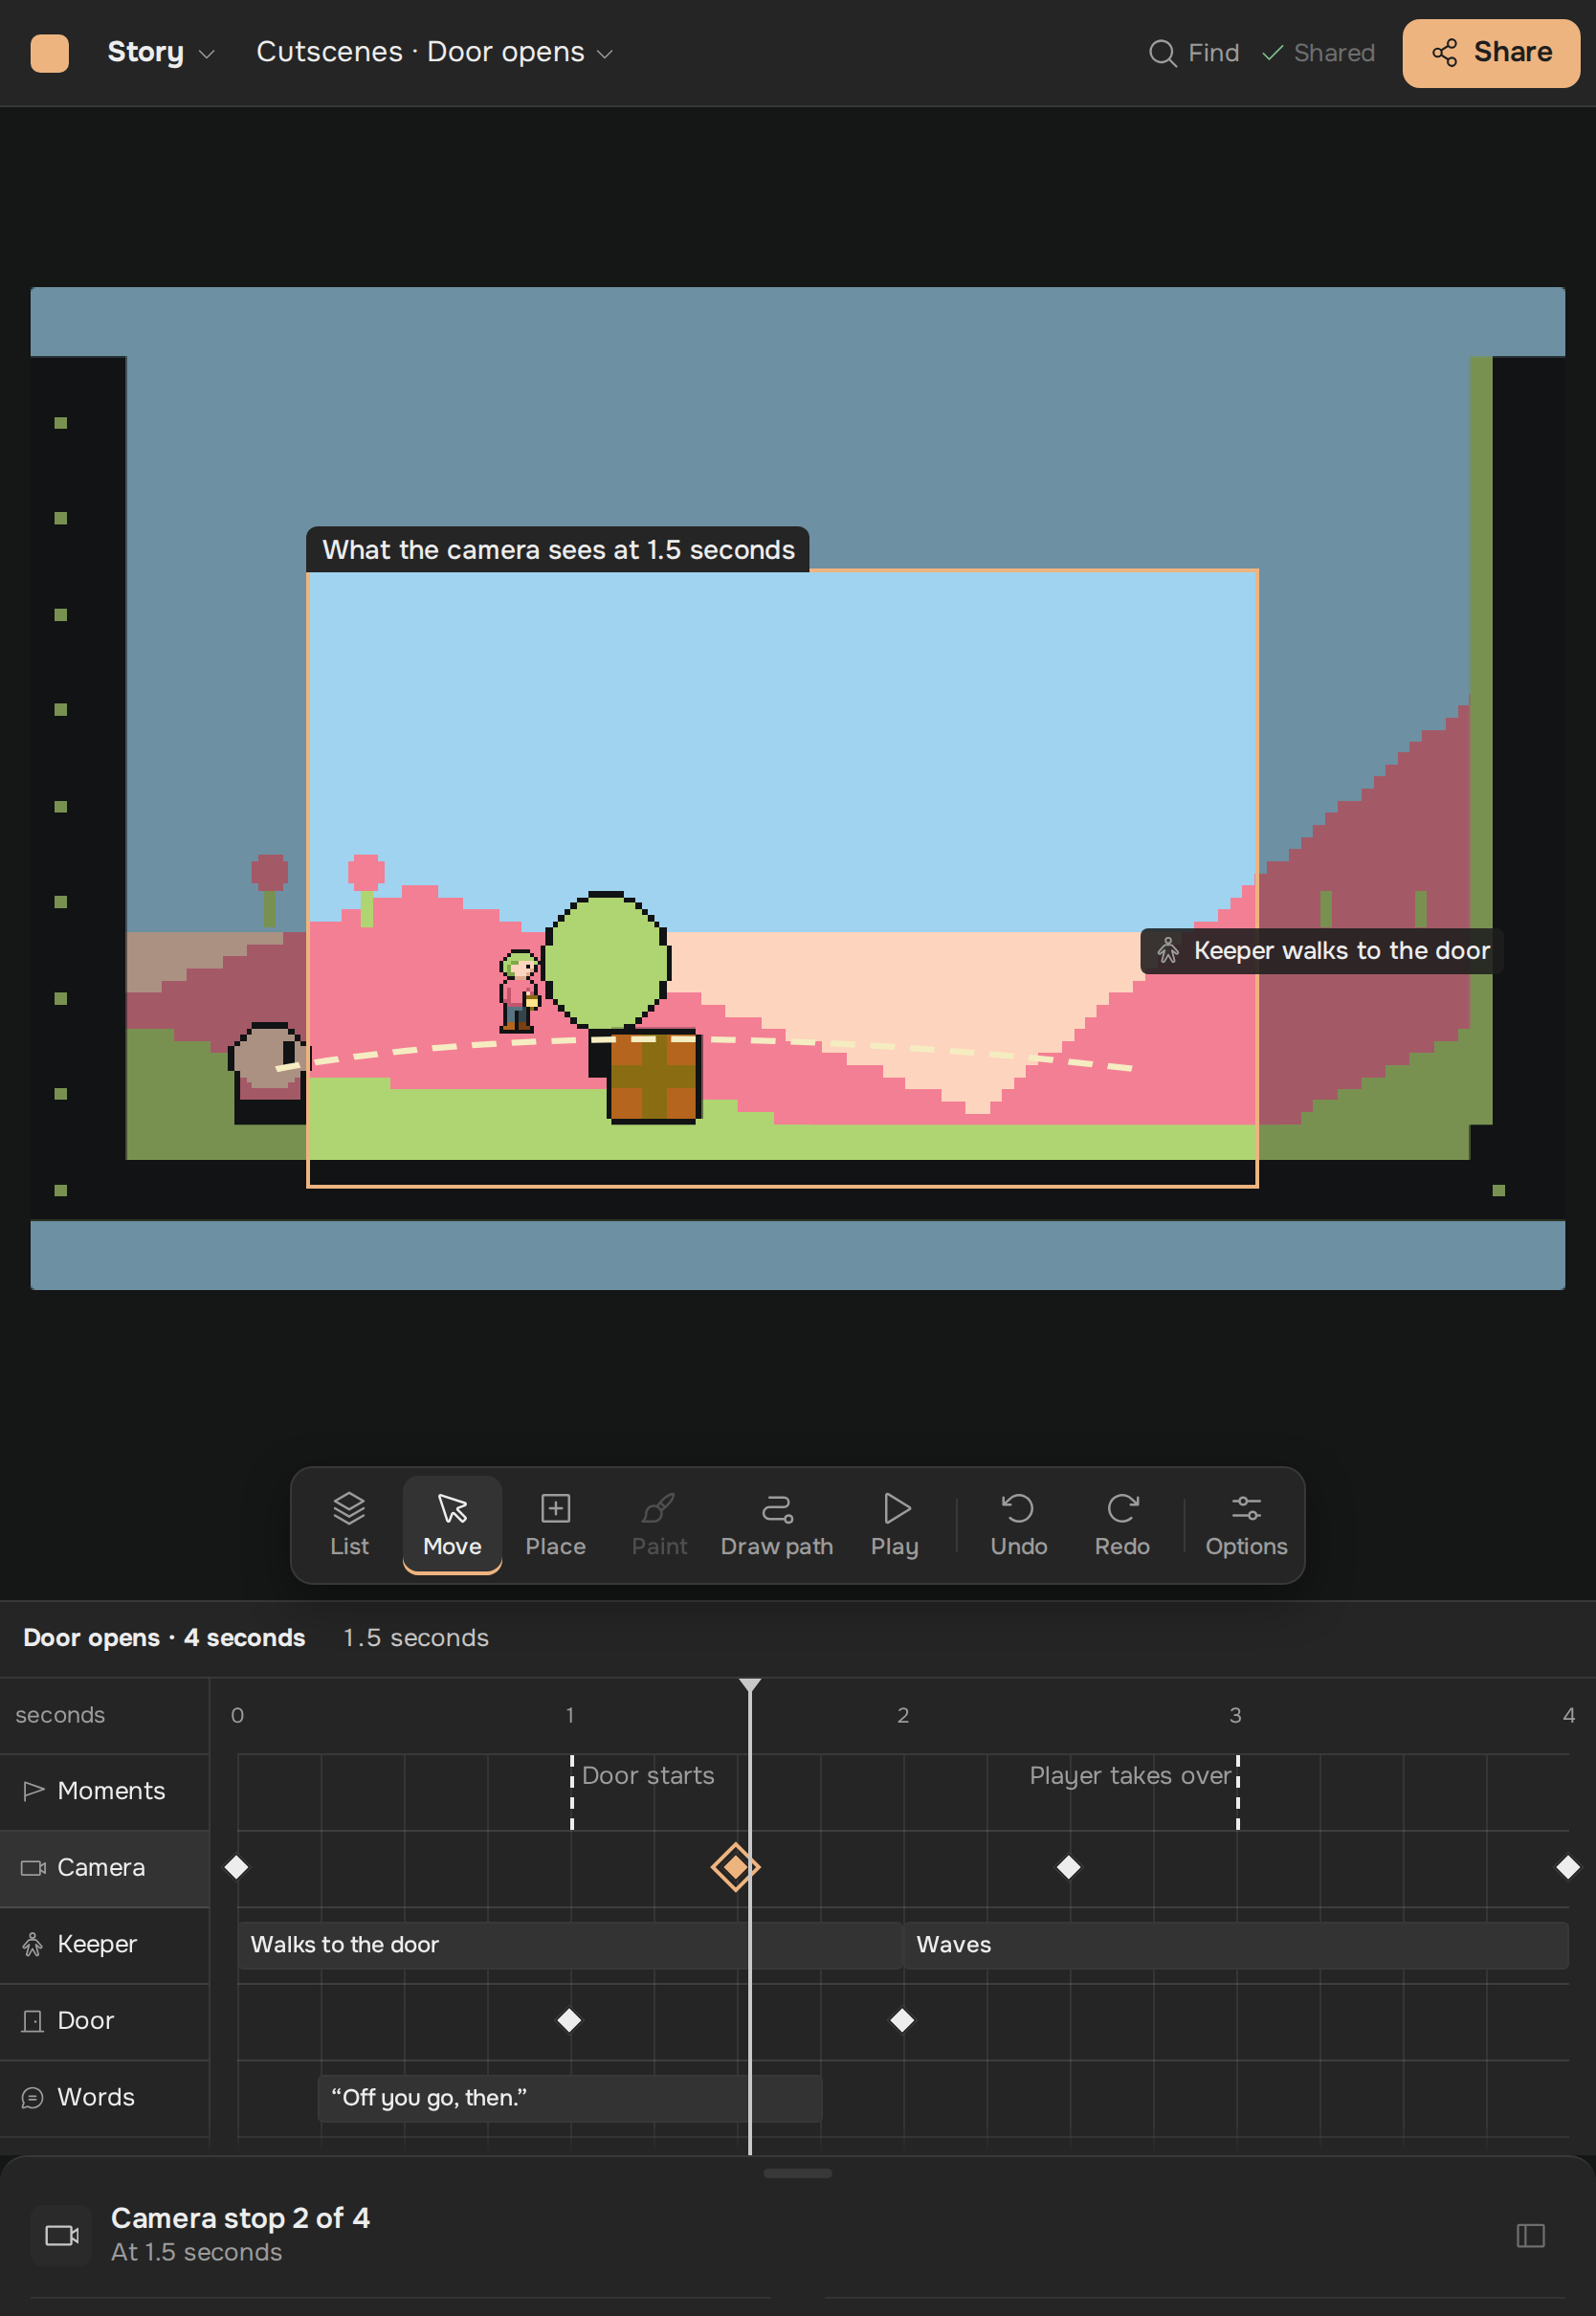 Story
Cutscenes · Door opens
Find
Shared
Share
What the camera sees at 1.5 seconds
Keeper walks to the door
List
Move
Place
Paint
Draw path
Play
Undo
Redo
Options
Door opens · 4 seconds
1.5 seconds
seconds
0
1
2
3
4
Moments
Door starts
Player takes over
Camera
Keeper
Walks to the door
Waves
Door
Words
“Off you go, then.”
Camera stop 2 of 4
At 1.5 seconds